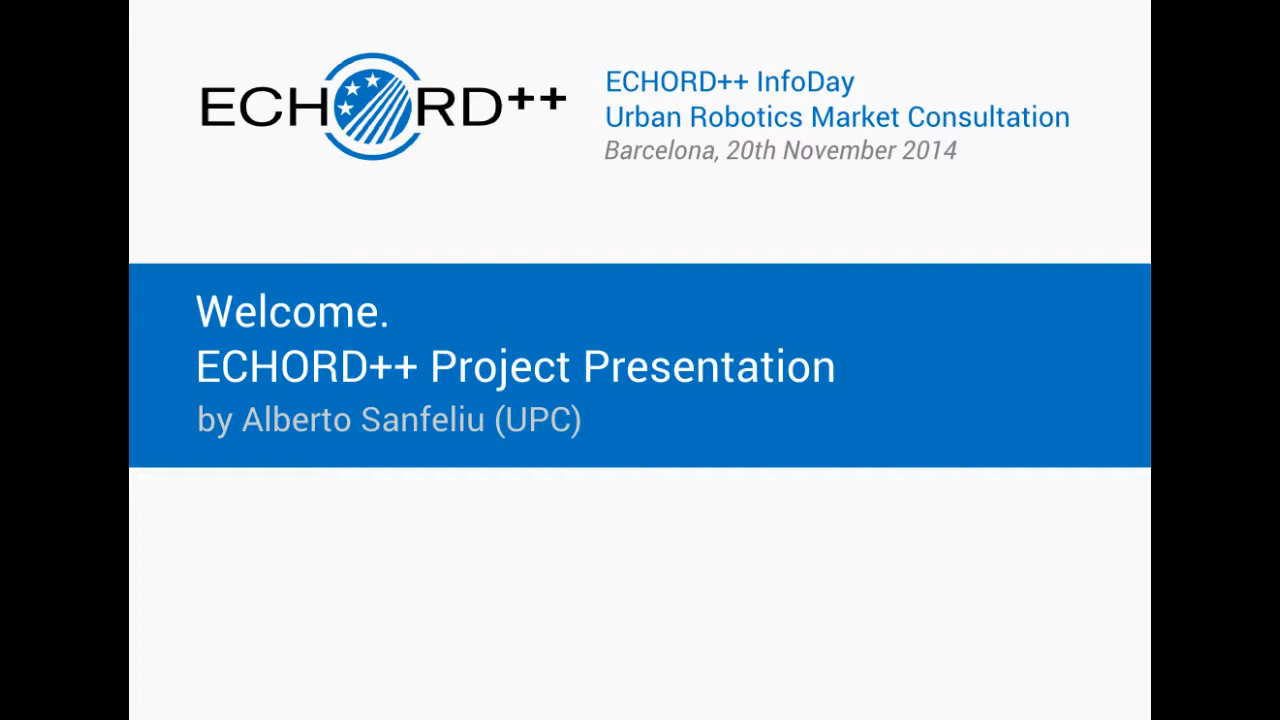 ECHORD++
ECHORD++ InfoDay
Urban Robotics Market Consultation
Barcelona, 20th November 2014
Welcome.
ECHORD++ Project Presentation
by Alberto Sanfeliu (UPC)